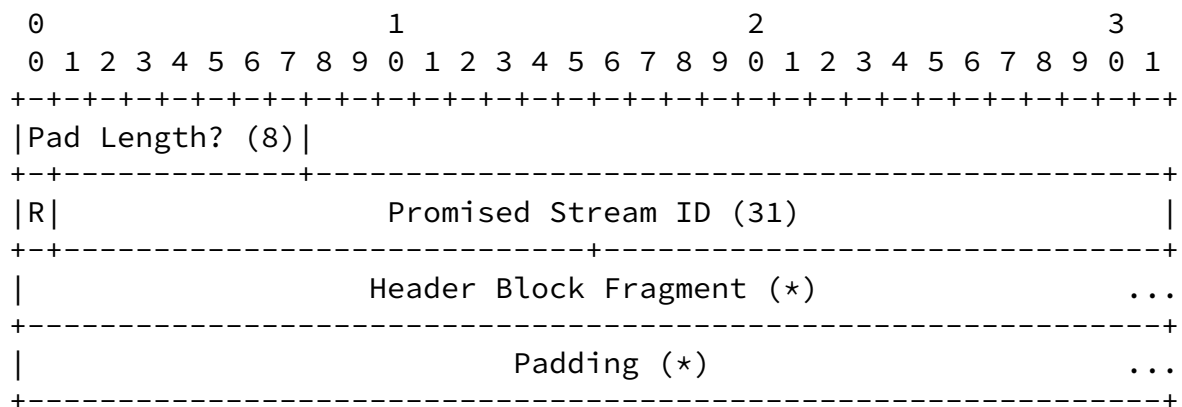 0                   1                   2                   3
 0 1 2 3 4 5 6 7 8 9 0 1 2 3 4 5 6 7 8 9 0 1 2 3 4 5 6 7 8 9 0 1
+-+-+-+-+-+-+-+-+-+-+-+-+-+-+-+-+-+-+-+-+-+-+-+-+-+-+-+-+-+-+-+-+
|Pad Length? (8)|
+-+-------------+-----------------------------------------------+
|R|                  Promised Stream ID (31)                    |
+-+-----------------------------+-------------------------------+
|                   Header Block Fragment (*)                 ...
+---------------------------------------------------------------+
|                           Padding (*)                       ...
+---------------------------------------------------------------+